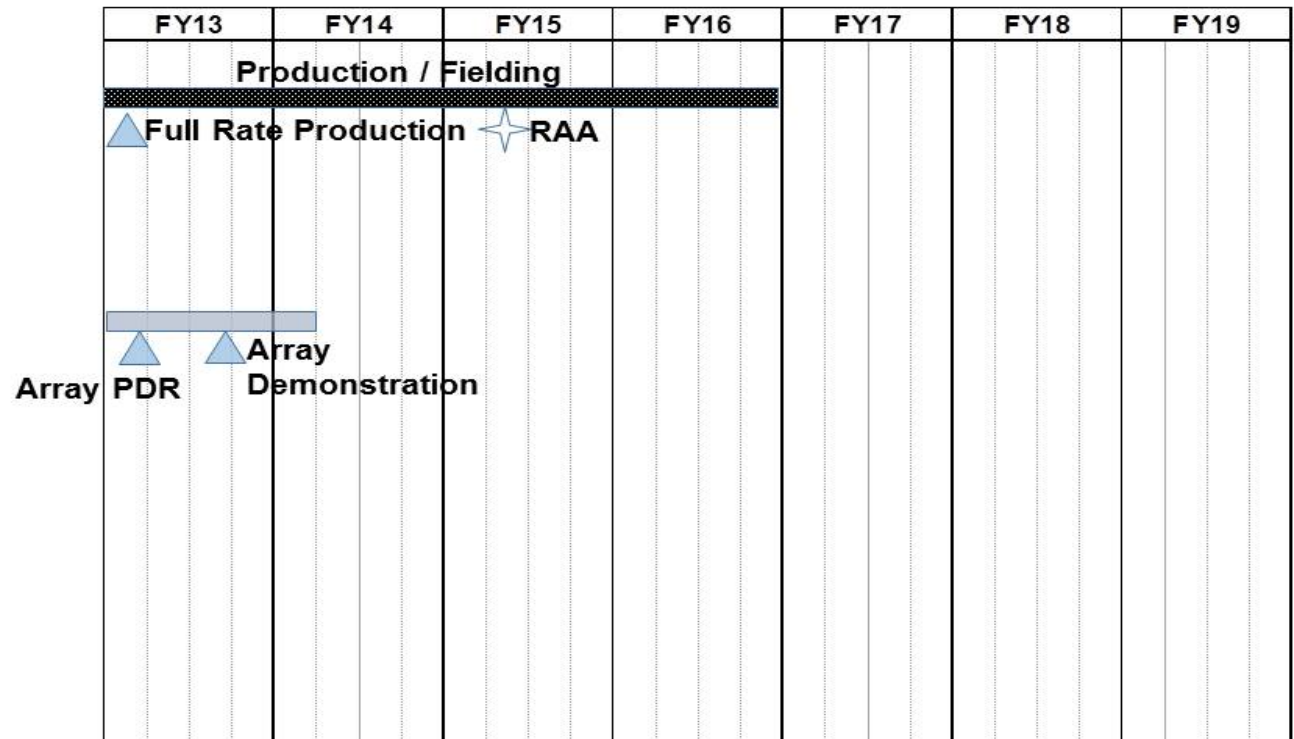 FY13 FY14 FY15 FY16 FY17 FY18 FY19
Production / Fielding
Full Rate Production RAA
Array
Demonstration
Array PDR